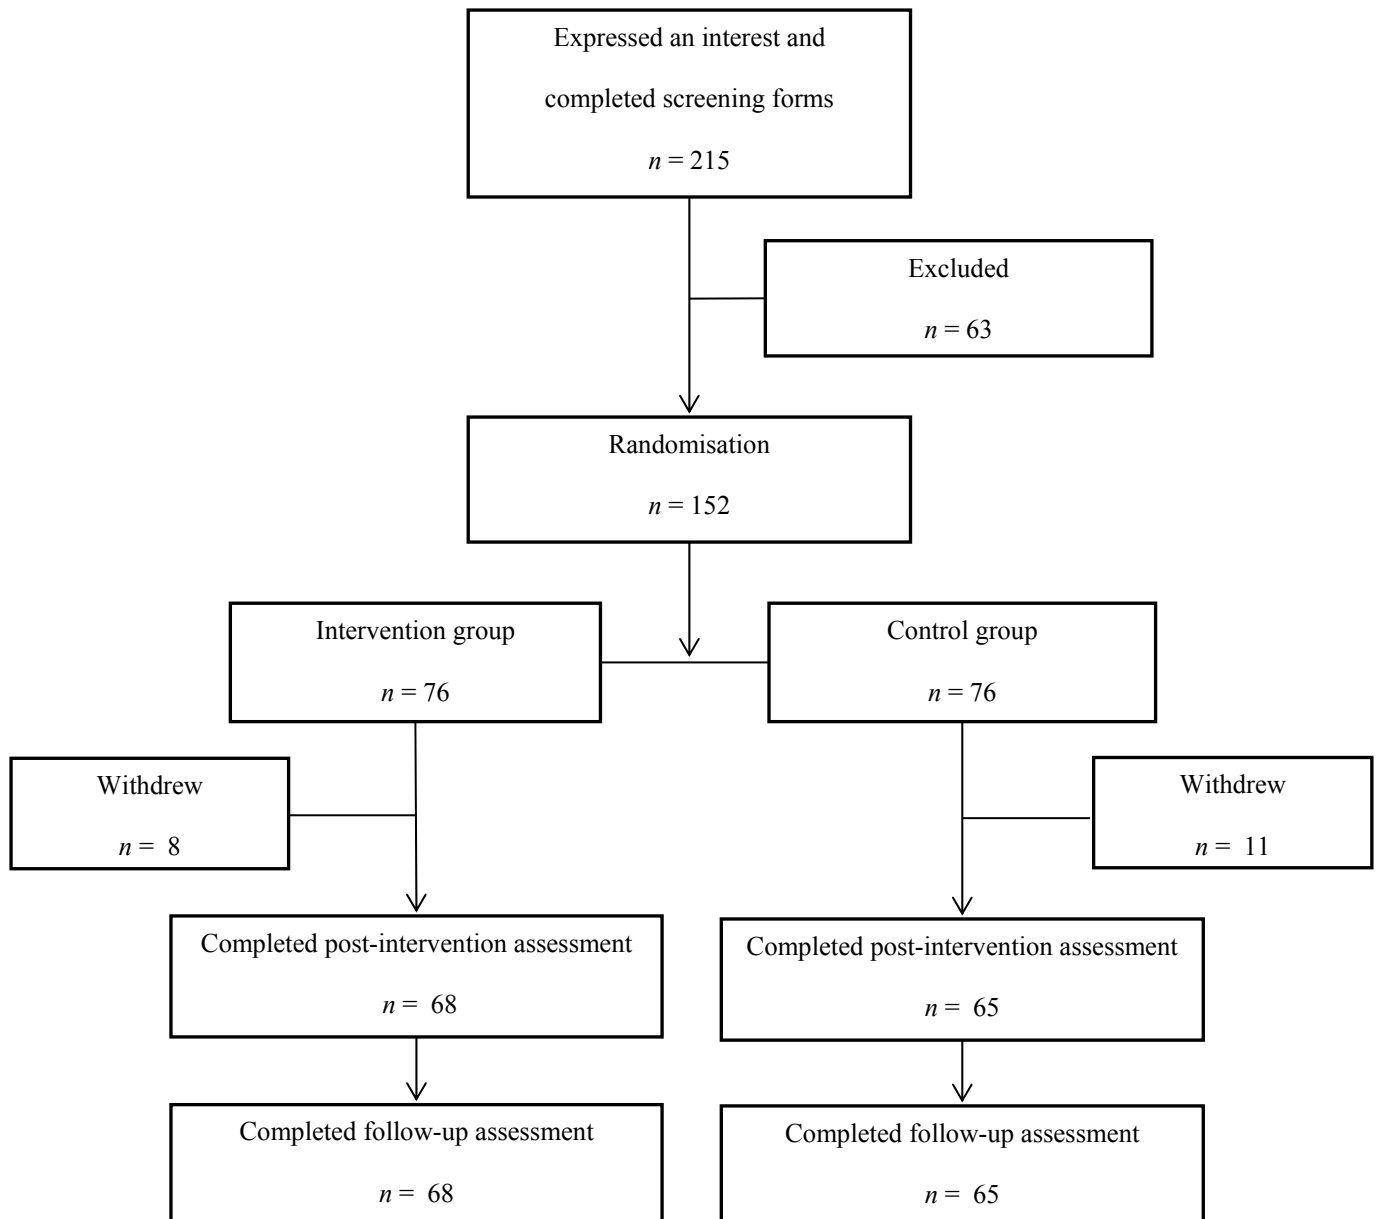 Expressed an interest and
completed screening forms
n = 215
Excluded
n = 63
Randomisation
n = 152
Intervention group
n = 76
Control group
n = 76
Withdrew
n =  8
Withdrew
n =  11
Completed post-intervention assessment
n =  68
Completed post-intervention assessment
n =  65
Completed follow-up assessment
n =  68
Completed follow-up assessment
n =  65